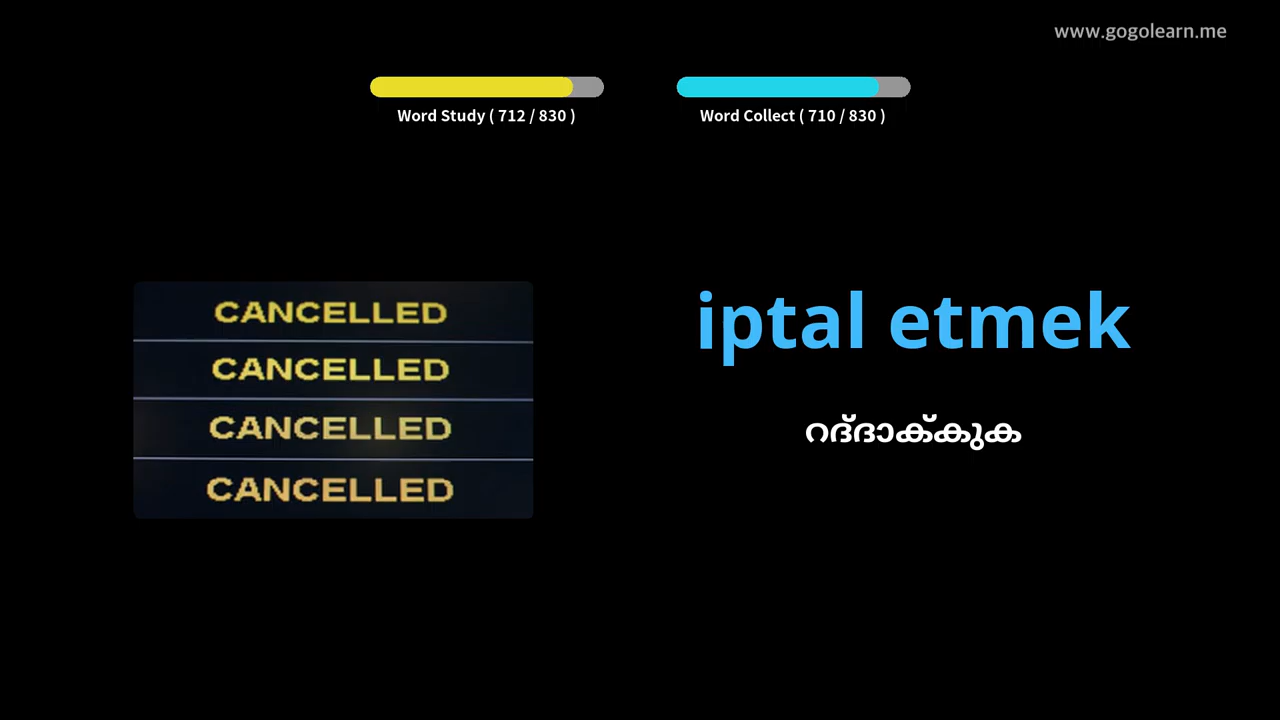 www.gogolearn.me
Word Study ( 712 / 830 )
Word Collect ( 710 / 830 )
CANCELLED
CANCELLED
CANCELLED
CANCELLED
iptal etmek
റദ്ദാക്കുക